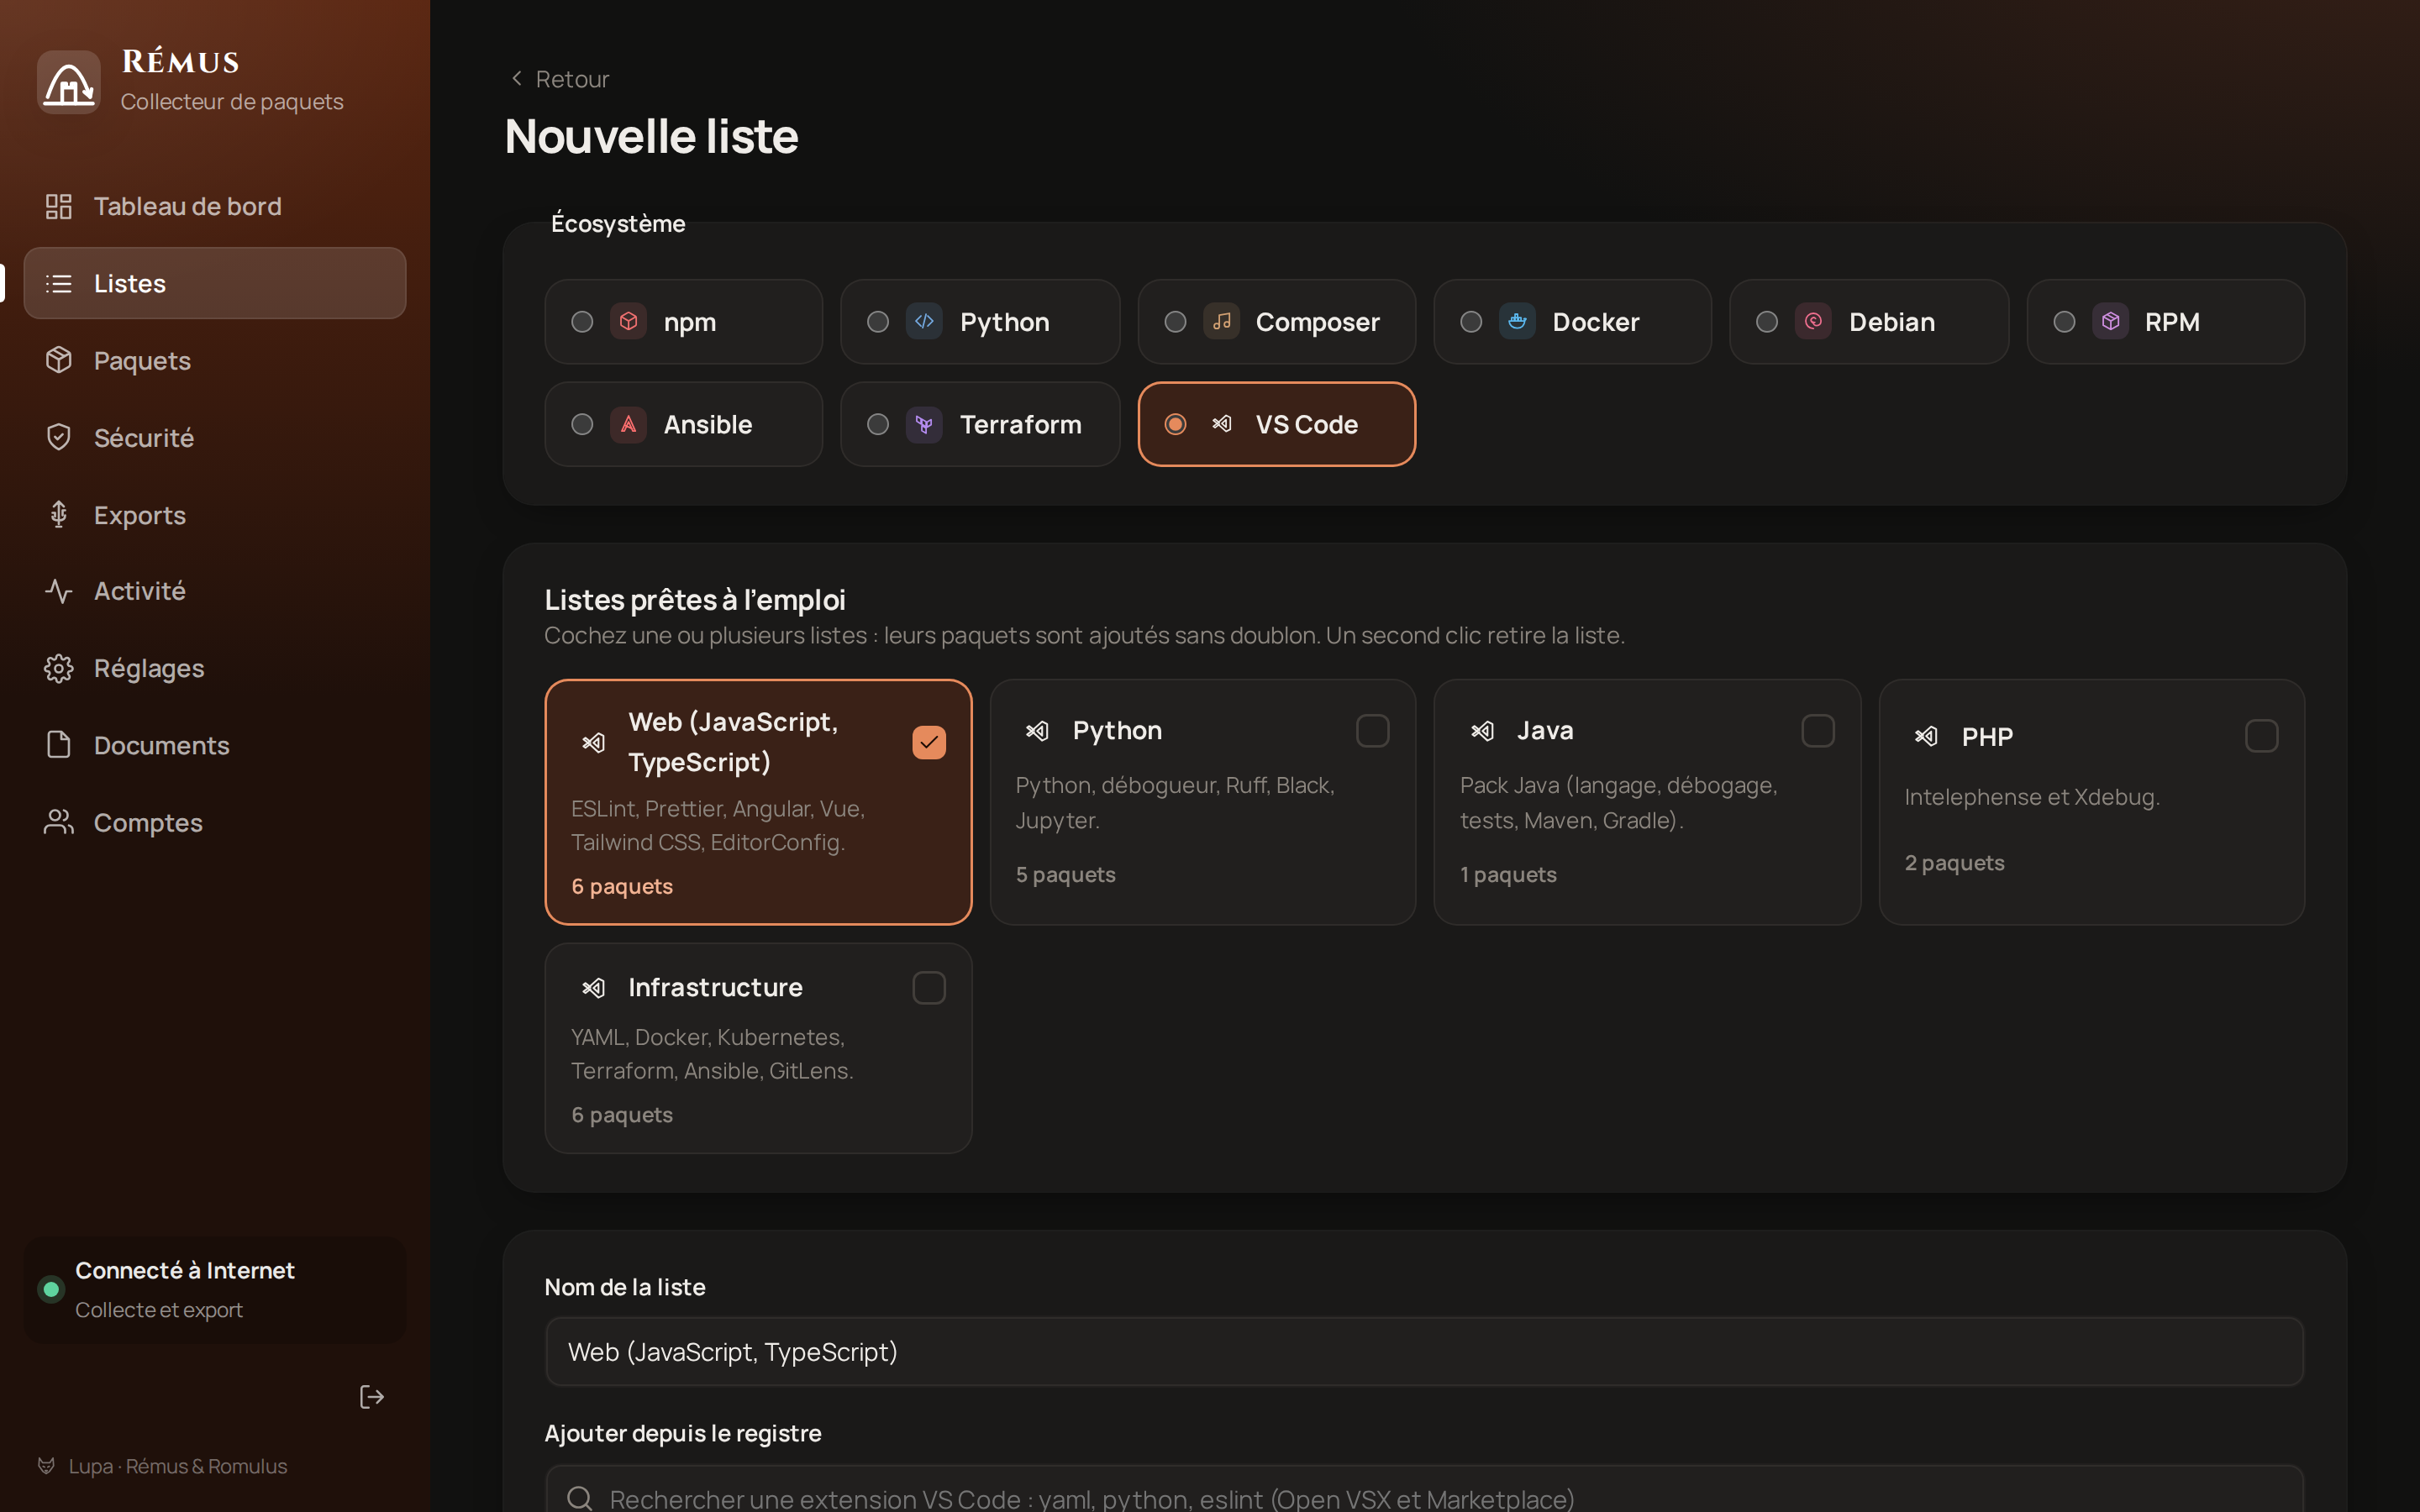 RÉMUS
Collecteur de paquets
Tableau de bord
Listes
Paquets
Sécurité
Exports
Activité
Réglages
Documents
Comptes
Connecté à Internet
Collecte et export
Lupa · Rémus & Romulus
Retour
Nouvelle liste
Écosystème
npm
Python
Composer
Docker
Debian
RPM
Ansible
Terraform
VS Code
Listes prêtes à l’emploi
Cochez une ou plusieurs listes : leurs paquets sont ajoutés sans doublon. Un second clic retire la liste.
Web (JavaScript,
TypeScript)
ESLint, Prettier, Angular, Vue,
Tailwind CSS, EditorConfig.
6 paquets
Python
Python, débogueur, Ruff, Black,
Jupyter.
5 paquets
Java
Pack Java (langage, débogage,
tests, Maven, Gradle).
1 paquets
PHP
Intelephense et Xdebug.
2 paquets
Infrastructure
YAML, Docker, Kubernetes,
Terraform, Ansible, GitLens.
6 paquets
Nom de la liste
Web (JavaScript, TypeScript)
Ajouter depuis le registre
Rechercher une extension VS Code : yaml, python, eslint (Open VSX et Marketplace)